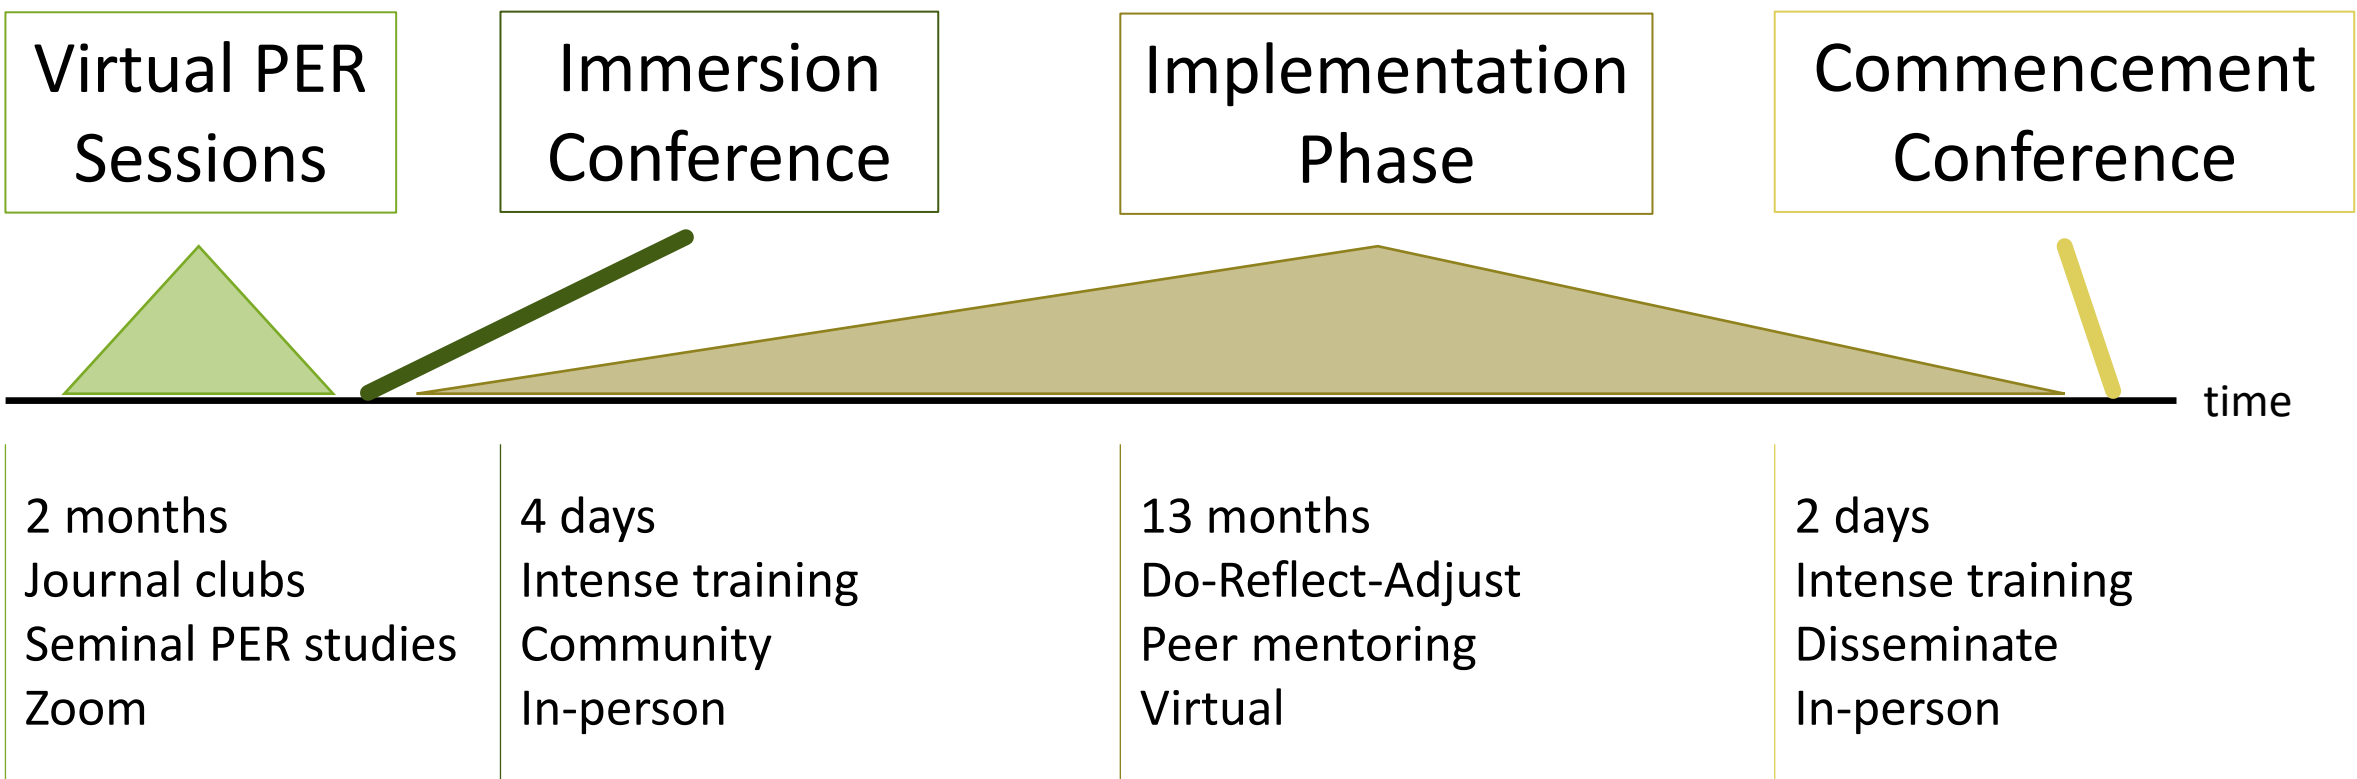 Virtual PER
Sessions
Immersion
Conference
Implementation
Phase
Commencement
Conference
time
2 months
Journal clubs
Seminal PER studies
Zoom
4 days
Intense training
Community
In-person
13 months
Do-Reflect-Adjust
Peer mentoring
Virtual
2 days
Intense training
Disseminate
In-person